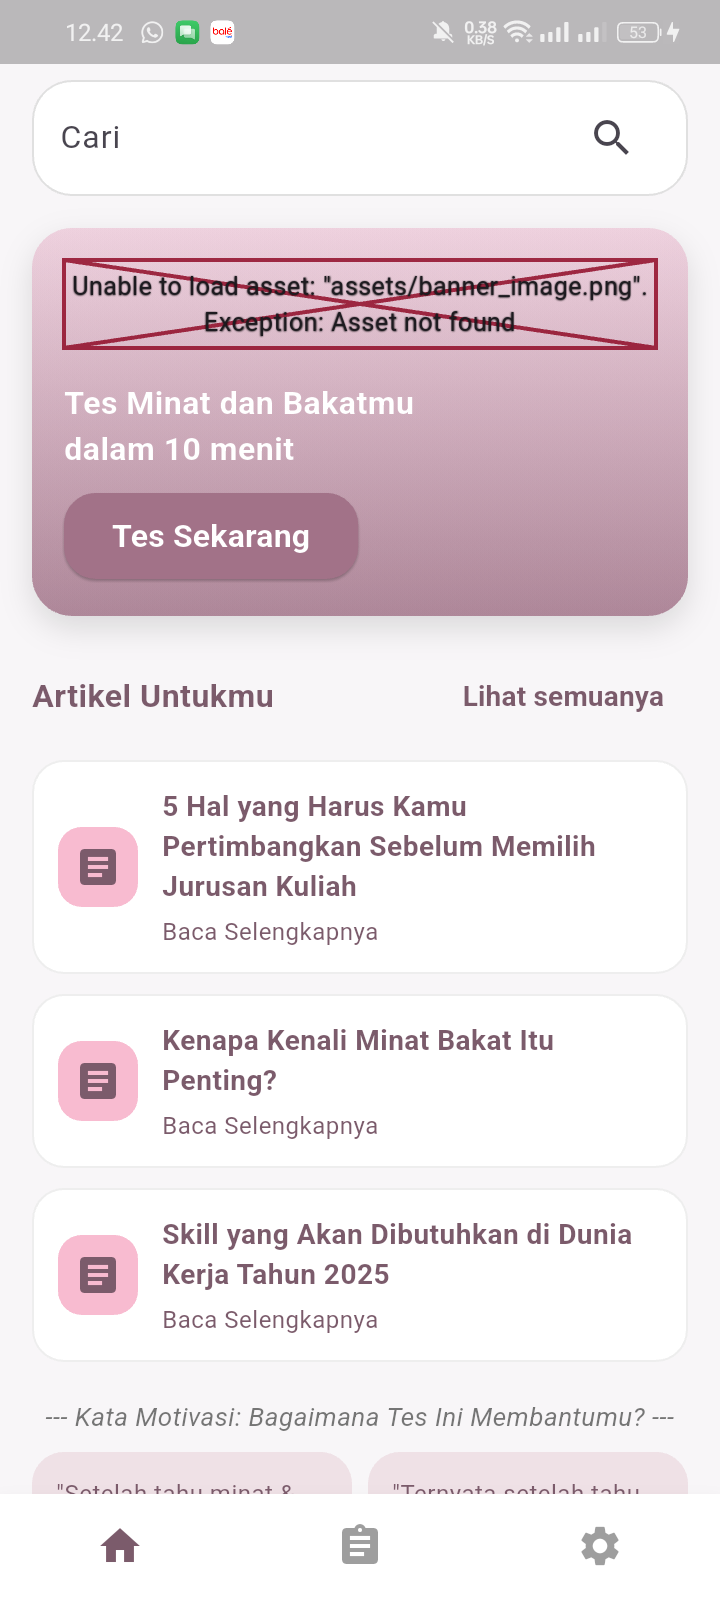 12.42
balé
0.38
KB/S
53
Cari
Unable to load asset: "assets/banner_image.png".
Exception: Asset not found
Tes Minat dan Bakatmu
dalam 10 menit
Tes Sekarang
Artikel Untukmu
Lihat semuanya
5 Hal yang Harus Kamu
Pertimbangkan Sebelum Memilih
Jurusan Kuliah
Baca Selengkapnya
Kenapa Kenali Minat Bakat Itu
Penting?
Baca Selengkapnya
Skill yang Akan Dibutuhkan di Dunia
Kerja Tahun 2025
Baca Selengkapnya
--- Kata Motivasi: Bagaimana Tes Ini Membantumu? ---
"Setelah tahu minat &
"Ternyata setelah tahu